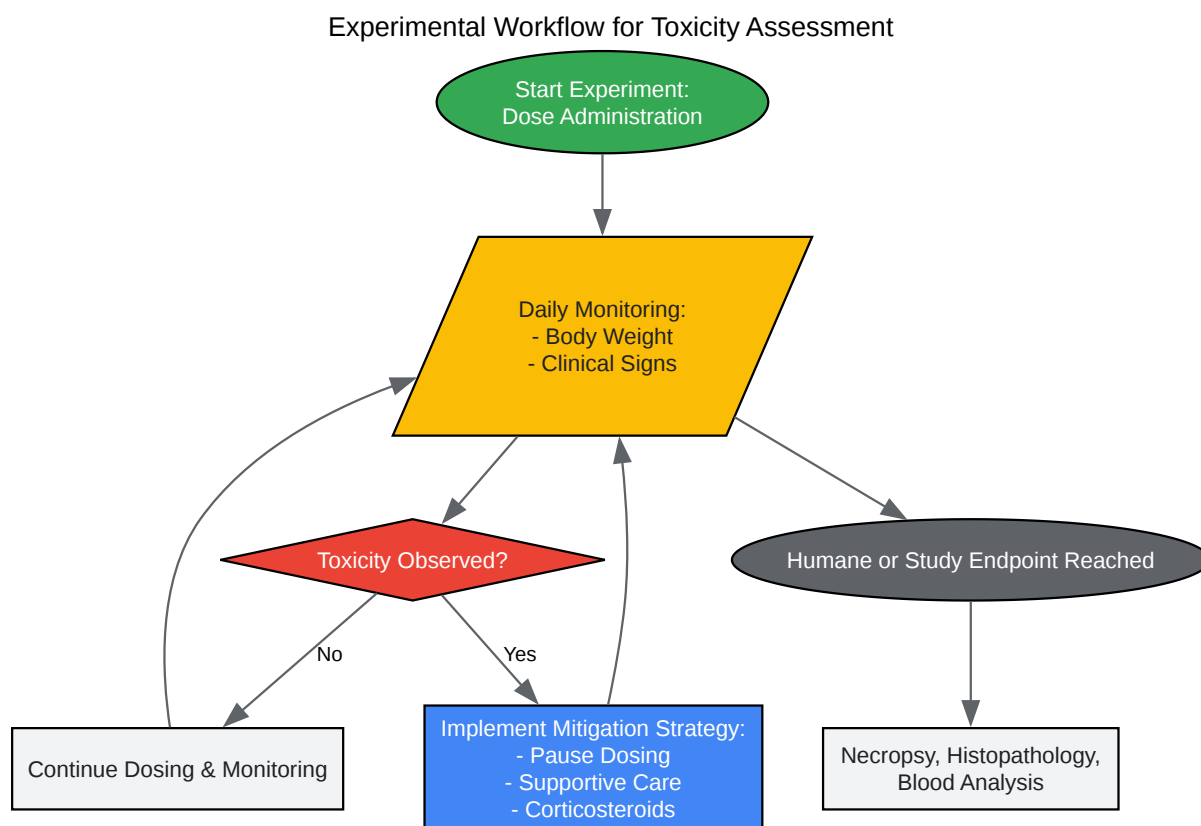 Experimental Workflow for Toxicity Assessment
Start Experiment:
Dose Administration
Daily Monitoring:
- Body Weight
- Clinical Signs
Toxicity Observed?
Humane or Study Endpoint Reached
No
Yes
Continue Dosing & Monitoring
Implement Mitigation Strategy:
- Pause Dosing
- Supportive Care
- Corticosteroids
Necropsy, Histopathology,
Blood Analysis